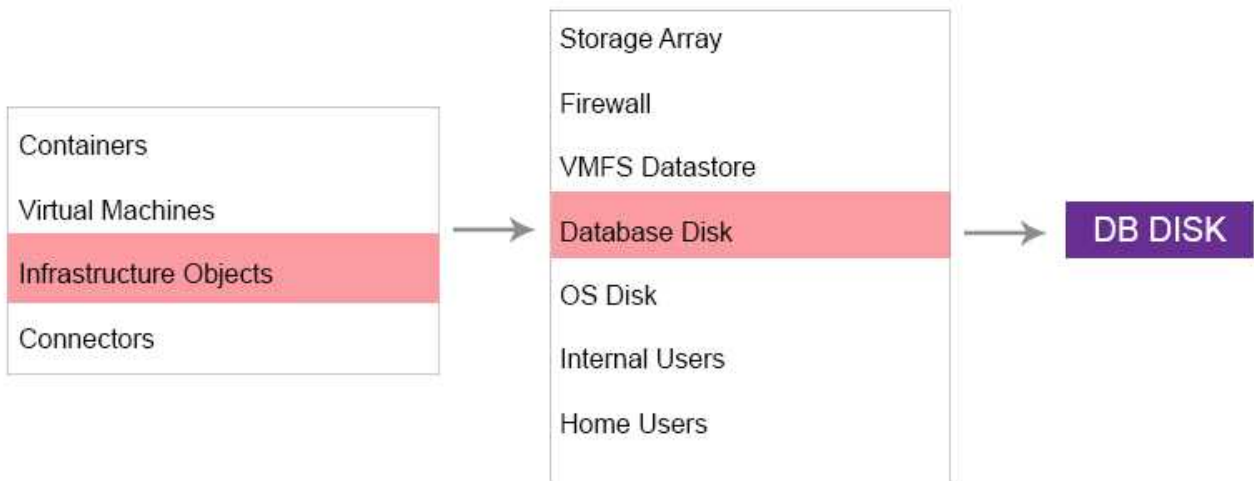 Containers
Virtual Machines
Infrastructure Objects
Connectors
Storage Array
Firewall
VMFS Datastore
Database Disk
OS Disk
Internal Users
Home Users
DB DISK